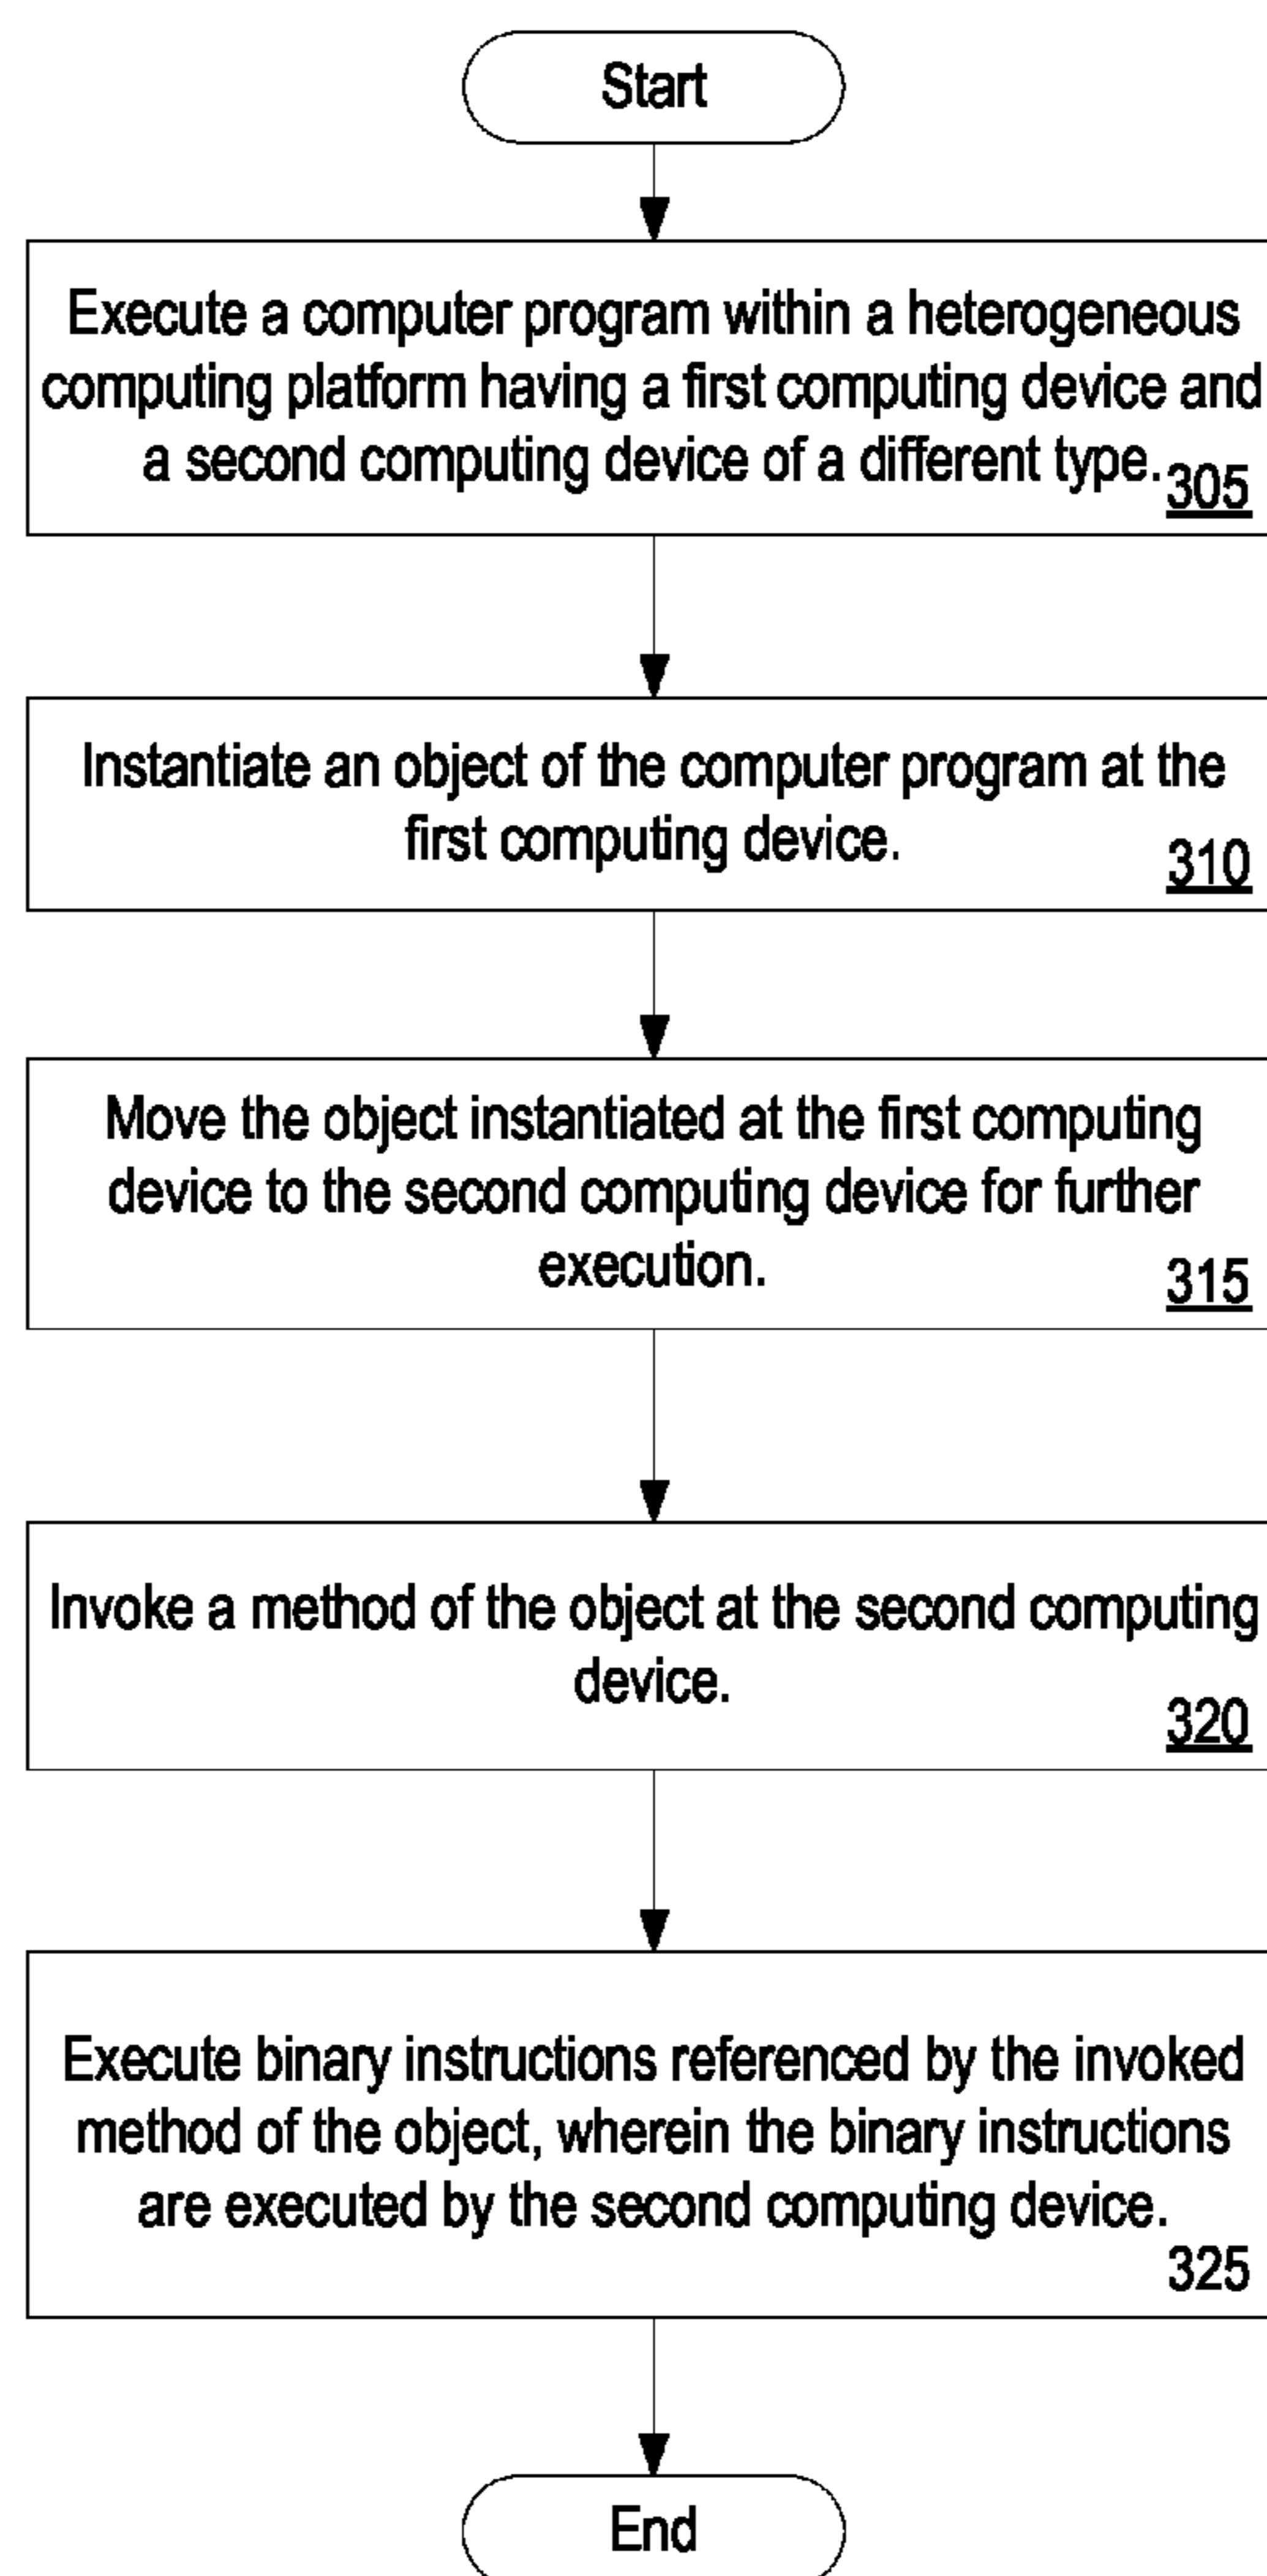 Start
Execute a computer program within a heterogeneous
computing platform having a first computing device and
a second computing device of a different type.
305
Instantiate an object of the computer program at the
first computing device.
310
Move the object instantiated at the first computing
device to the second computing device for further
execution.
315
Invoke a method of the object at the second computing
device.
320
Execute binary instructions referenced by the invoked
method of the object, wherein the binary instructions
are executed by the second computing device.
325
End